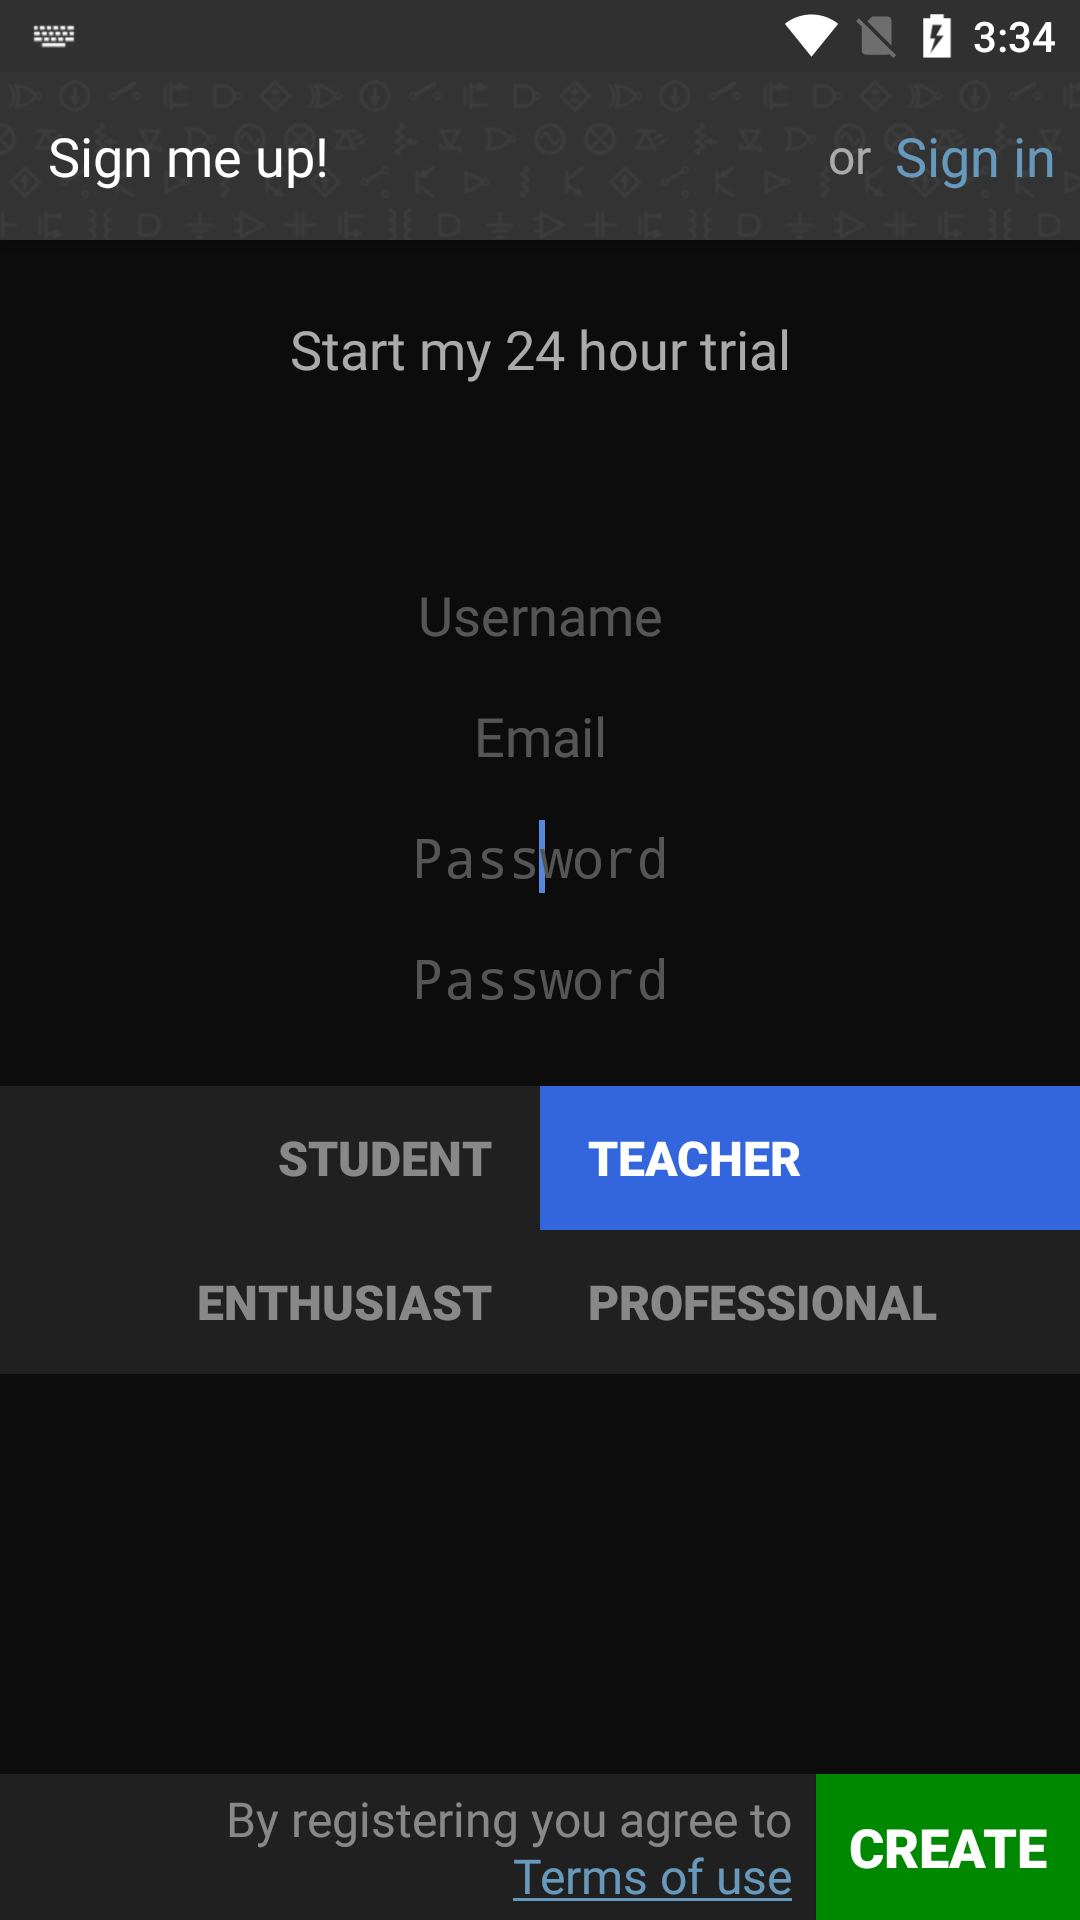 3:34
Sign me up! or Sign in
Start my 24 hour trial
Username
Email
Password
Password
STUDENT TEACHER
ENTHUSIAST PROFESSIONAL
By registering you agree to
Terms of use
CREATE